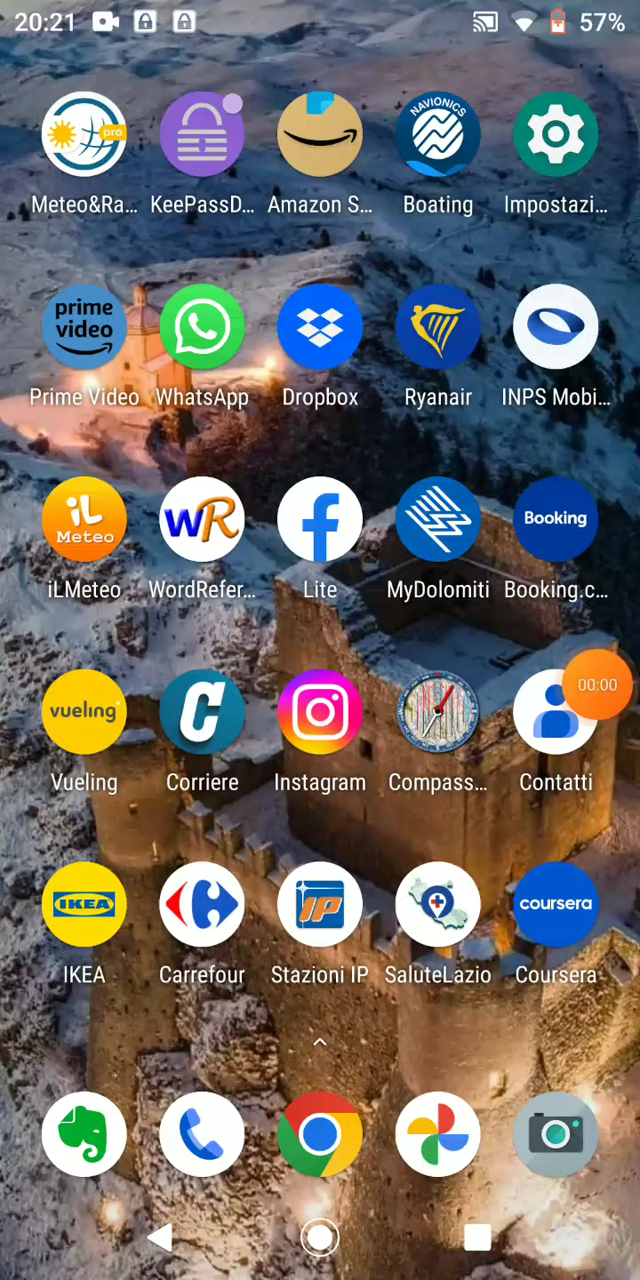 20:21 57%
pro
NAVIONICS
Meteo&Ra... KeePassD... Amazon S... Boating Impostazi...
prime
video
Prime Video WhatsApp Dropbox Ryanair INPS Mobi...
iL
Meteo
WR
Booking
iLMeteo WordRefer... Lite MyDolomiti Booking.c...
00:00
vueling
C
Vueling Corriere Instagram Compass... Contatti
IKEA
IP
coursera
IKEA Carrefour Stazioni IP SaluteLazio Coursera